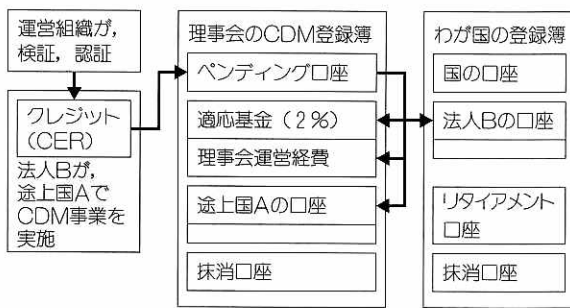 運営組織が，
検証，認証
クレジット
(CER)
法人Bが，
途上国Aで
CDM事業を
実施
理事会のCDM登録簿
ペンディング口座
適応基金（2%）
理事会運営経費
途上国Aの口座
抹消口座
わが国の登録簿
国の口座
法人Bの口座
リタイアメント
口座
抹消口座